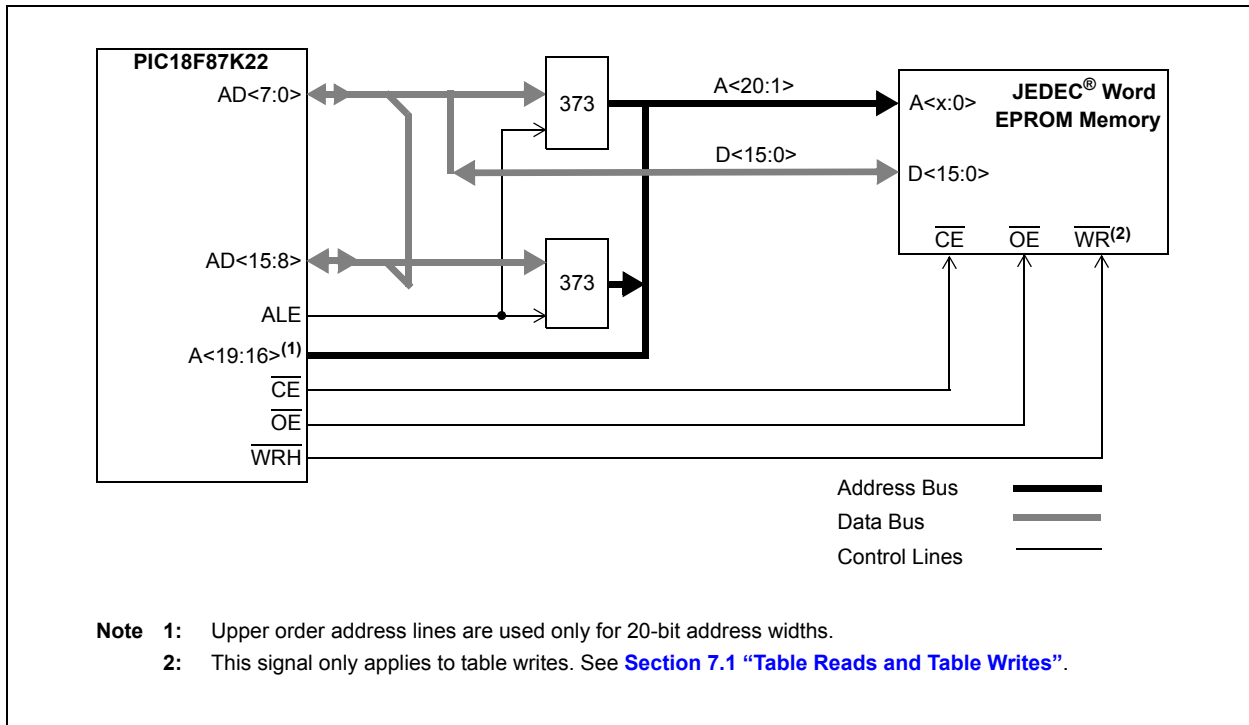 PIC18F87K22
AD<7:0>
373
A<20:1>
A<x:0>
JEDEC® Word
EPROM Memory
D<15:0>
D<15:0>
CE
OE
WR(2)
AD<15:8>
373
ALE
A<19:16>(1)
CE
OE
WRH
Address Bus
Data Bus
Control Lines
Note 1: Upper order address lines are used only for 20-bit address widths.
2: This signal only applies to table writes. See Section 7.1 “Table Reads and Table Writes”.